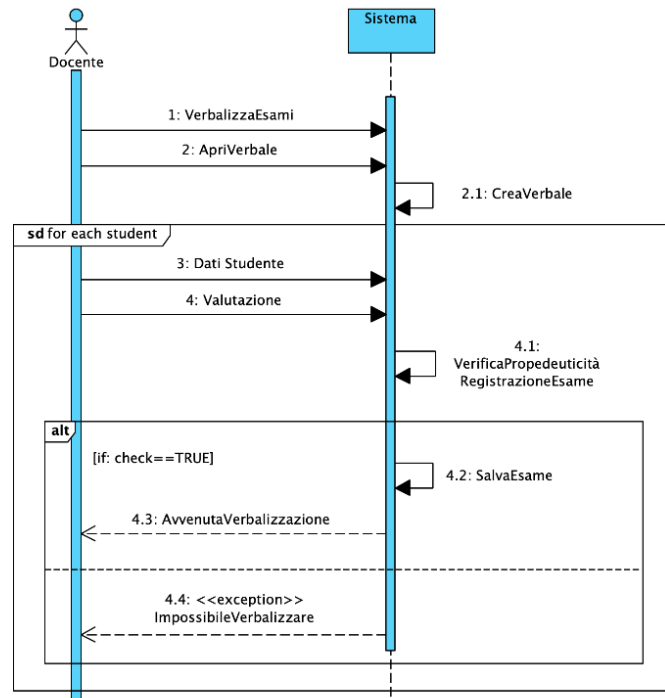 Sistema
Docente
1: VerbalizzaEsami
2: ApriVerbale
2.1: CreaVerbale
sd for each student
3: Dati Studente
4: Valutazione
4.1:
VerificaPropedeuticità
RegistrazioneEsame
alt
[if: check==TRUE]
4.2: SalvaEsame
4.3: AvvenutaVerbalizzazione
4.4: <<exception>>
ImpossibileVerbalizzare